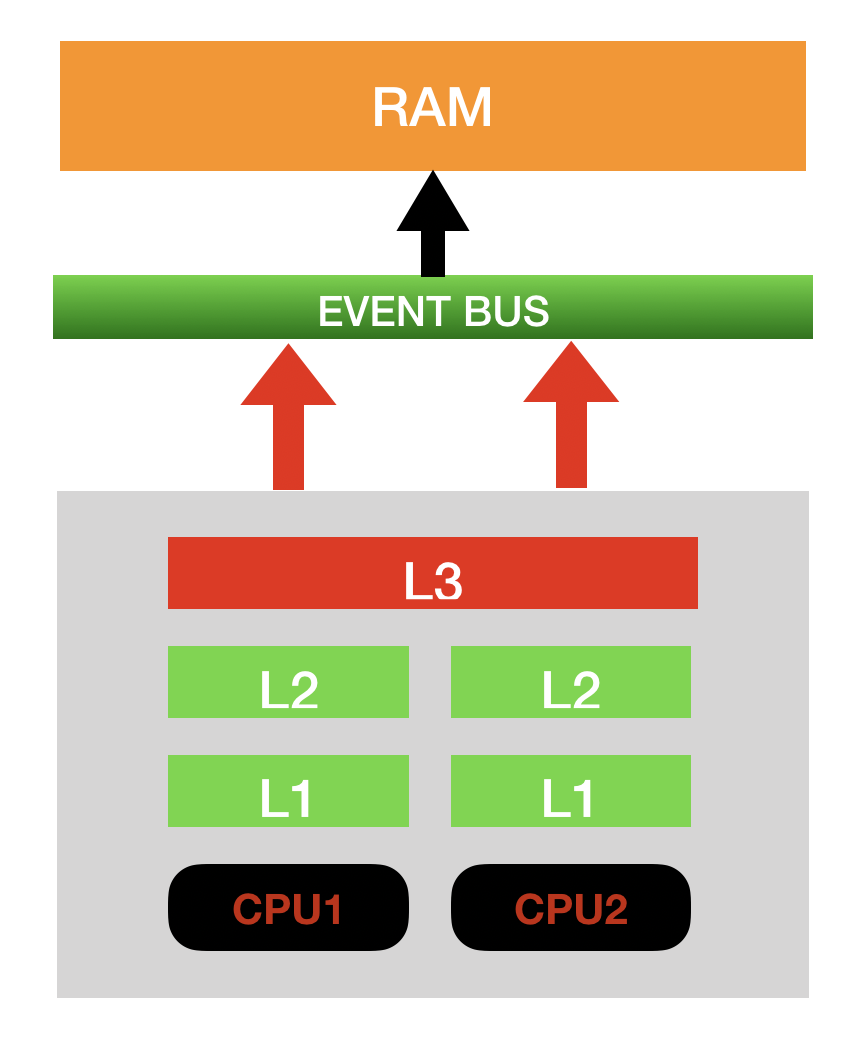 RAM
EVENT BUS
L3
L2 L2
L1 L1
CPU1 CPU2